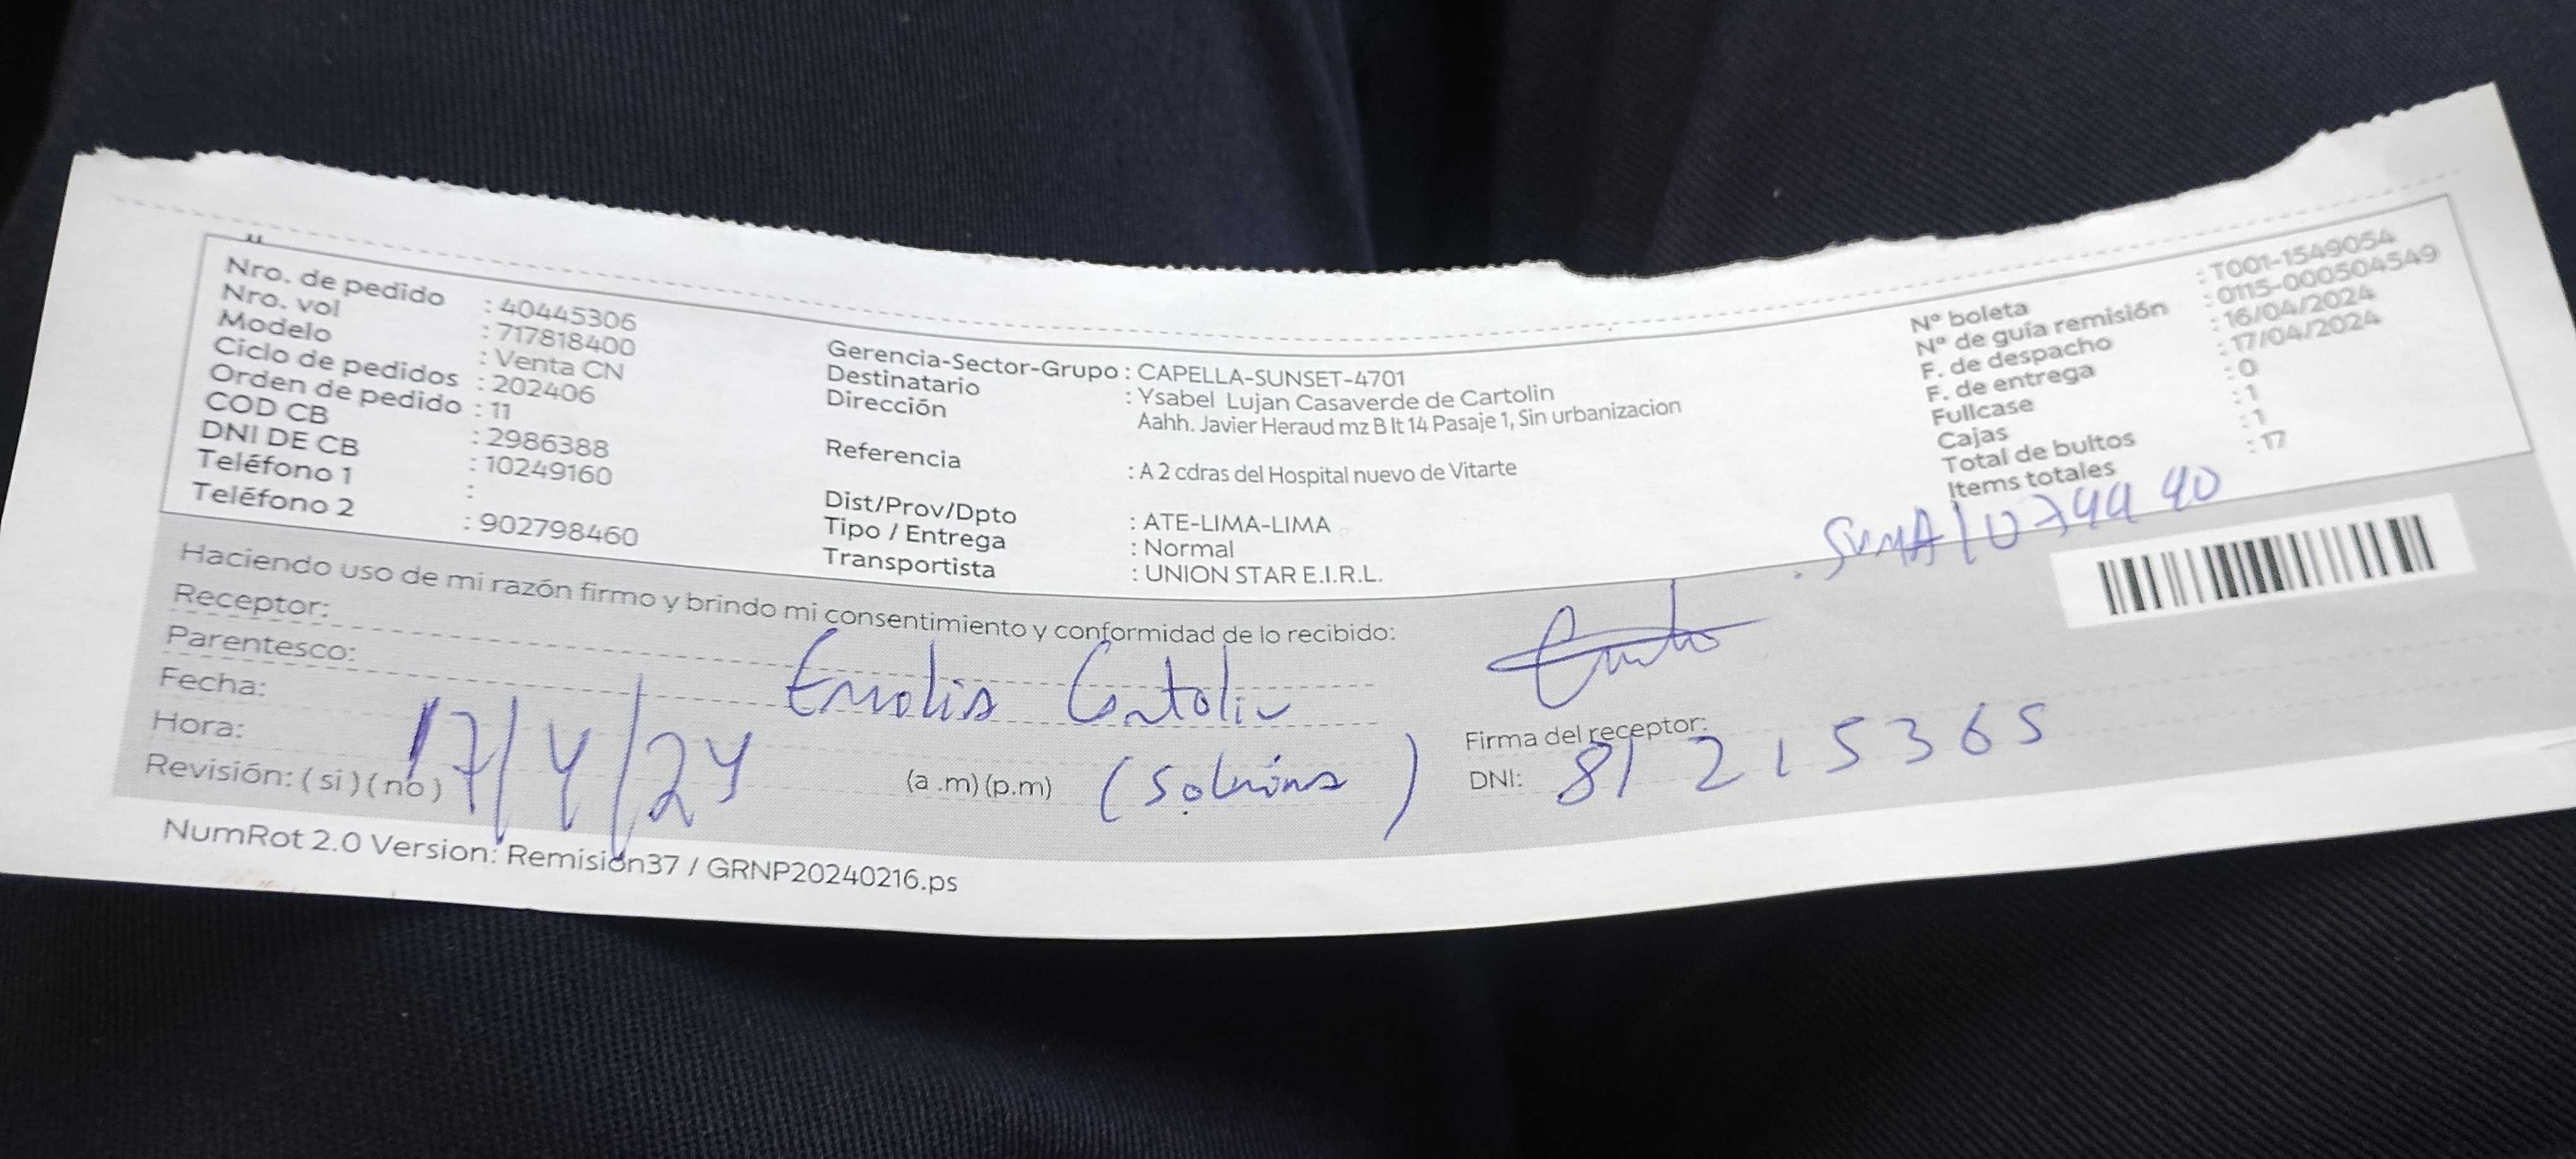 Nro. de pedido : 40445306
Nro. vol : 717818400
Modelo : Venta CN
Ciclo de pedidos : 202406
Orden de pedido : 11
COD CB : 2986388
DNI DE CB : 10249160
Teléfono 1 :
Teléfono 2 : 902798460
Gerencia-Sector-Grupo : CAPELLA-SUNSET-4701
Destinatario : Ysabel Lujan Casaverde de Cartolin
Dirección Aahh. Javier Heraud mz B lt 14 Pasaje 1, Sin urbanizacion
Referencia : A 2 cdras del Hospital nuevo de Vitarte
Dist/Prov/Dpto : ATE-LIMA-LIMA
Tipo / Entrega : Normal
Transportista : UNION STAR E.I.R.L.
Nº boleta : T001-1549054
Nº de guía remisión : 0115-000504549
F. de despacho : 16/04/2024
F. de entrega : 17/04/2024
Fullcase : 0
Cajas : 1
Total de bultos : 1
Items totales : 17
Haciendo uso de mi razón firmo y brindo mi consentimiento y conformidad de lo recibido:
Receptor:
Parentesco:
Fecha: 17/4/24
Hora: (a .m) (p.m)
Revisión: ( si ) ( no )
Firma del receptor:
DNI: 81215365
NumRot 2.0 Version: Remisión37 / GRNP20240216.ps